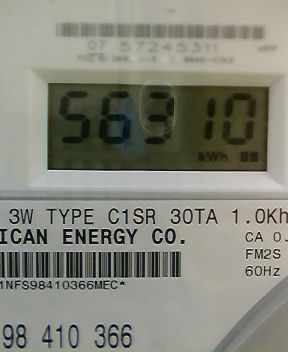 07 57245311
56310
kWh
3W TYPE C1SR 30TA 1.0Kh
ICAN ENERGY CO. CA 0.
FM2S
1NFS98410366MEC* 60Hz
98 410 366